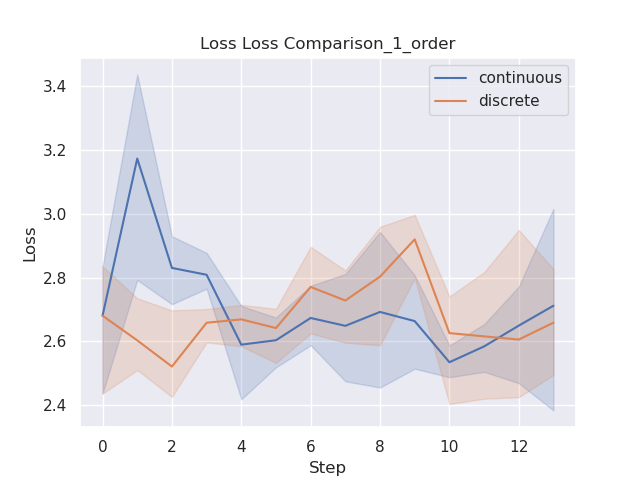 Loss Loss Comparison_1_order
continuous
discrete
3.4
3.2
3.0
2.8
2.6
2.4
Loss
0 2 4 6 8 10 12
Step